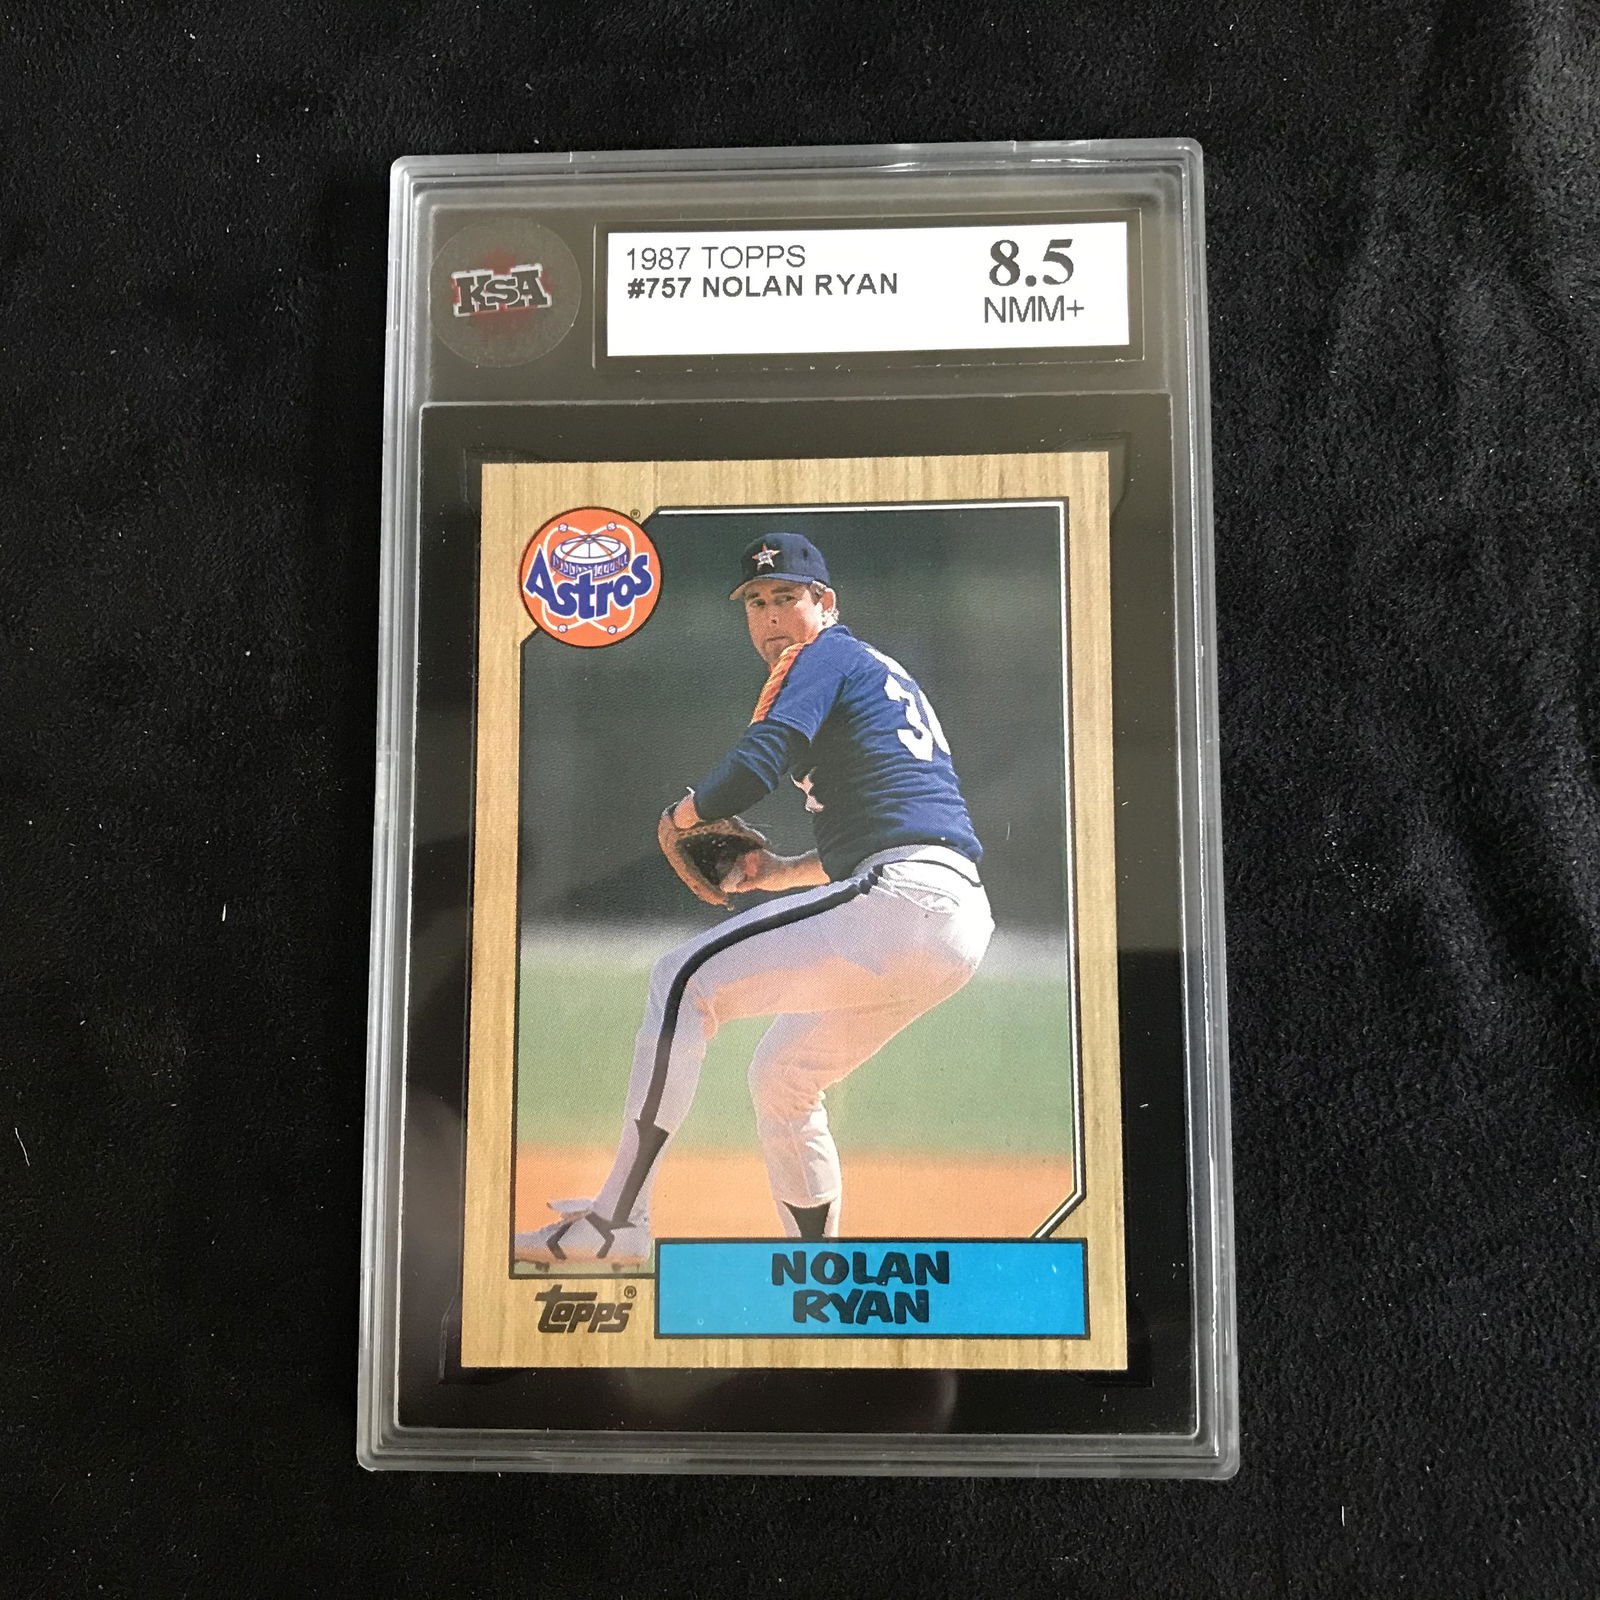 KSA
1987 TOPPS
#757 NOLAN RYAN
8.5
NMM+
Astros®
topps®
NOLAN
RYAN